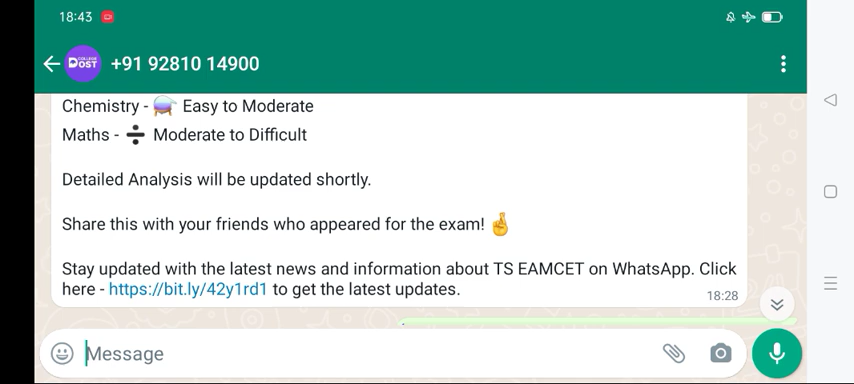 18:43
COLLEGE
POST
+91 92810 14900
Chemistry - Easy to Moderate
Maths - ➗ Moderate to Difficult
Detailed Analysis will be updated shortly.
Share this with your friends who appeared for the exam! 🤞
Stay updated with the latest news and information about TS EAMCET on WhatsApp. Click
here - https://bit.ly/42y1rd1 to get the latest updates.
18:28
Message